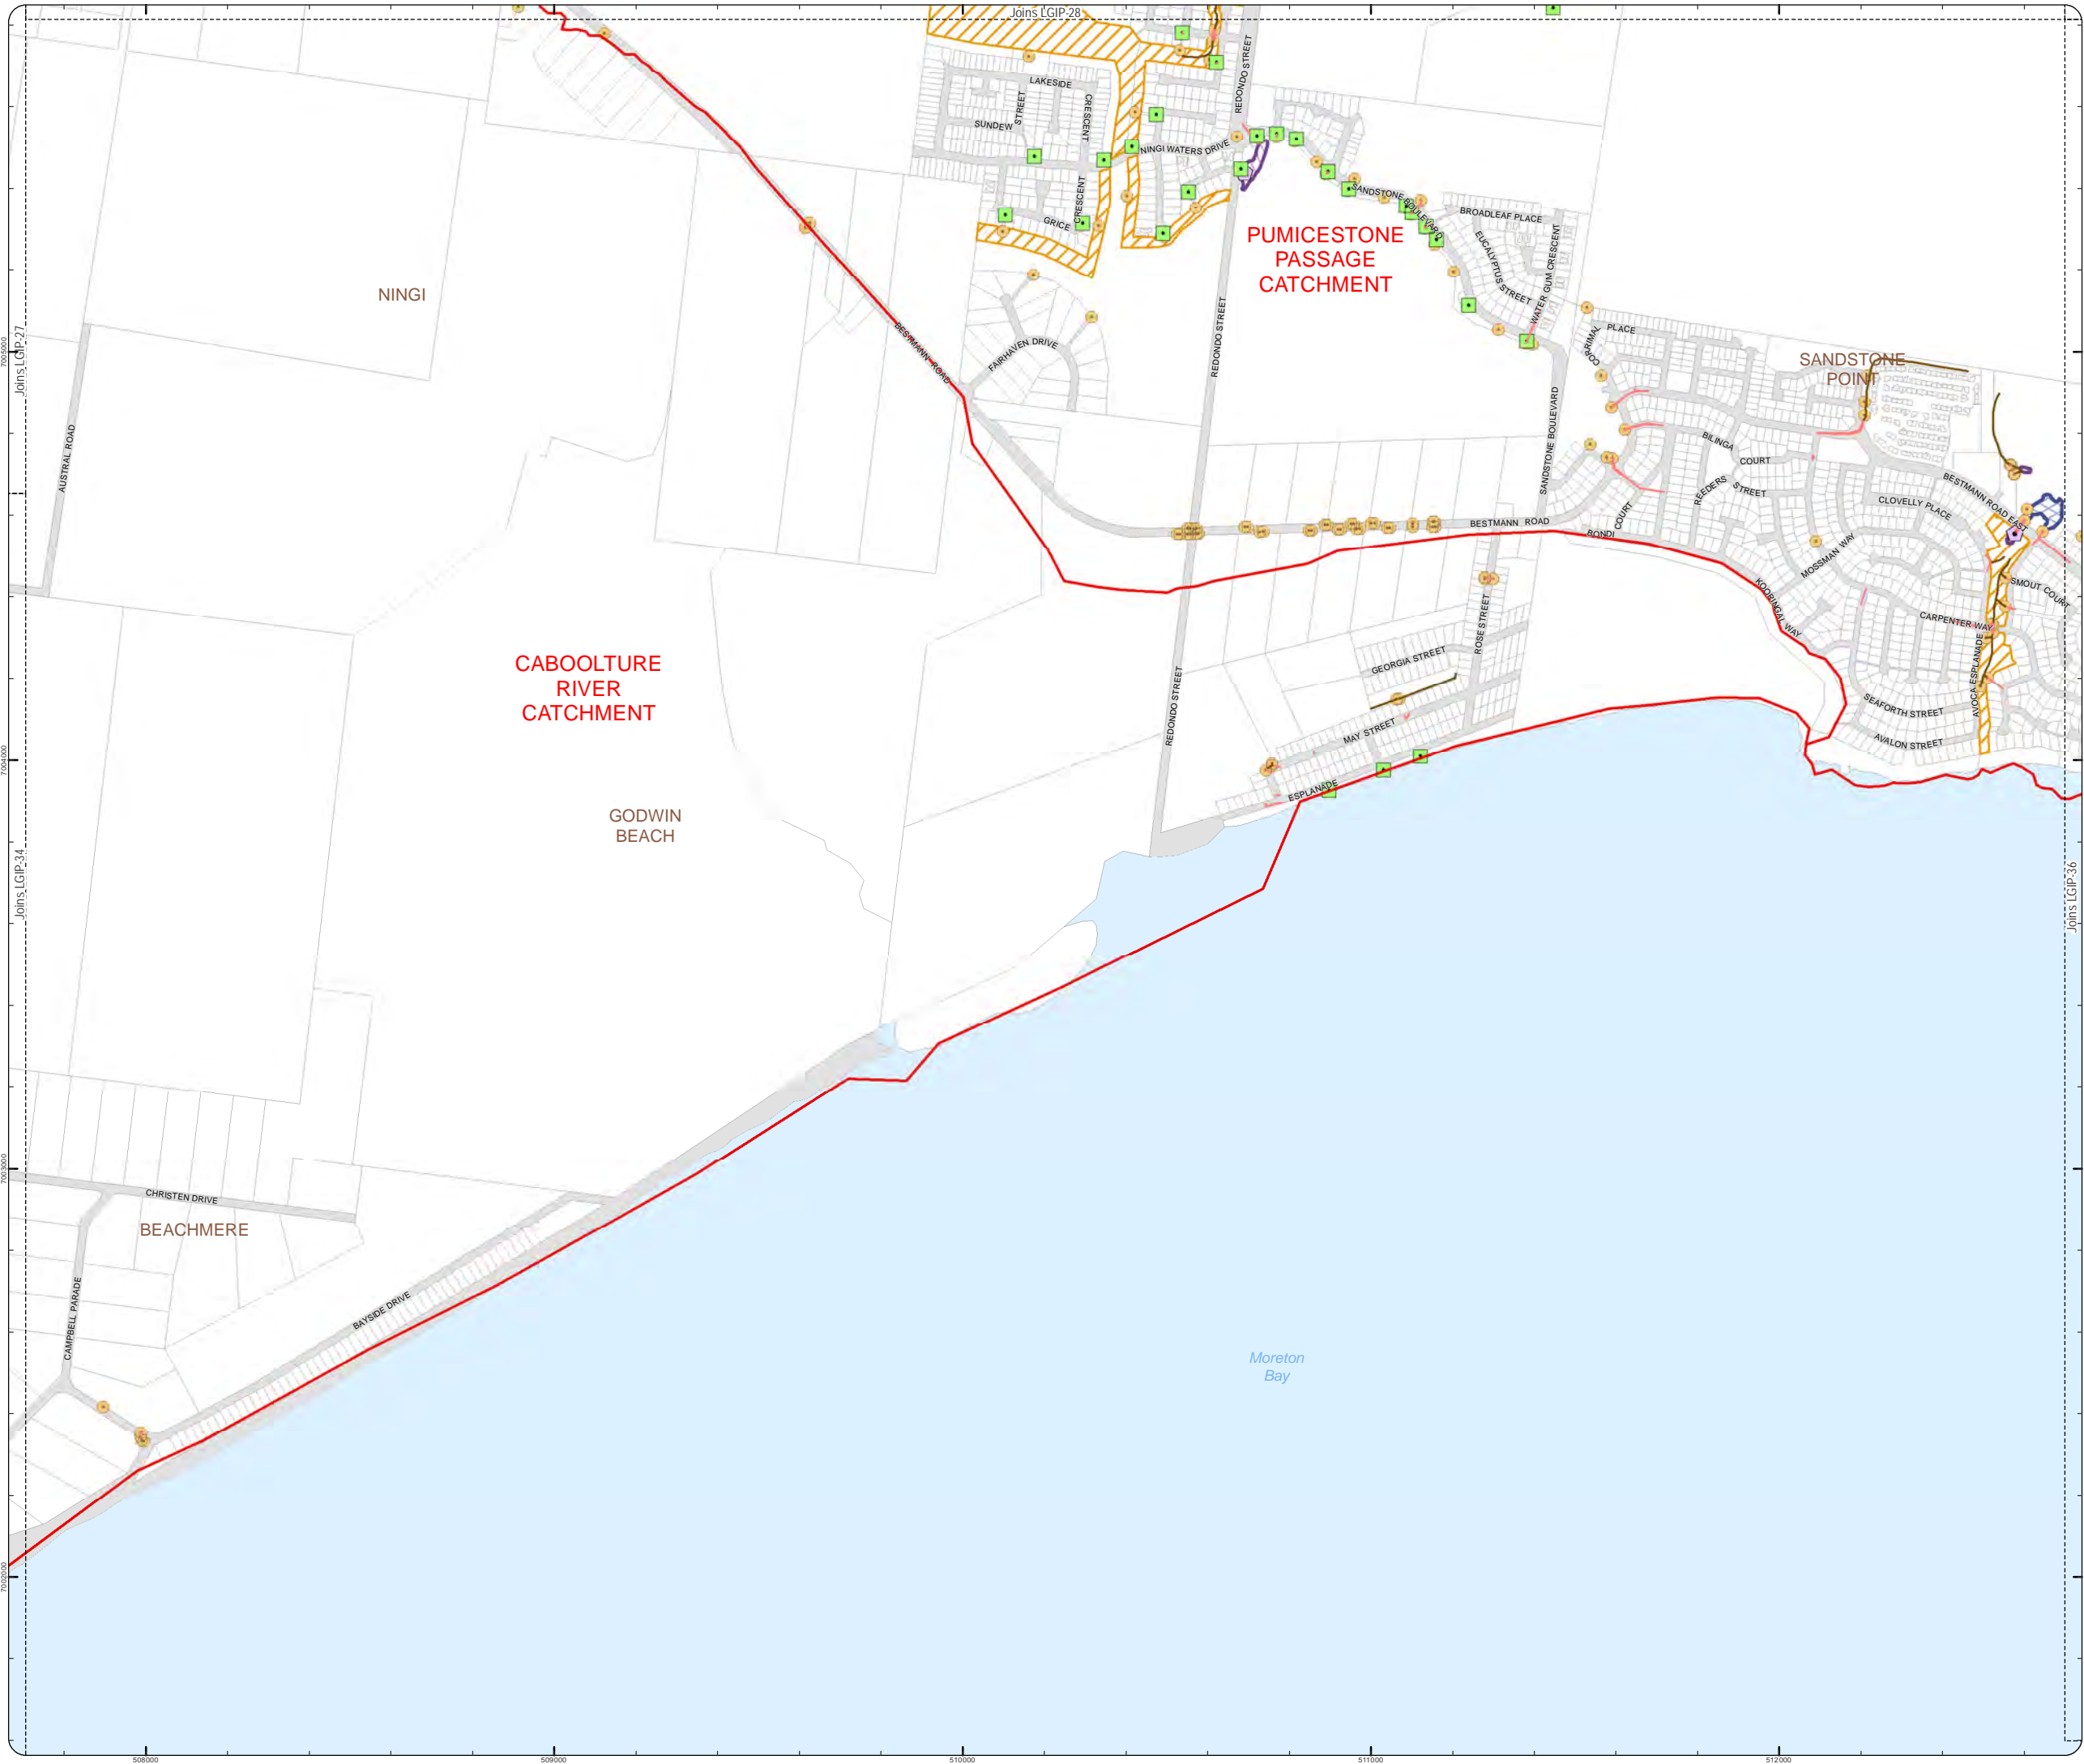 Joins LGIP-28
REDONDO STREET
LAKESIDE
CRESCENT
STREET
SUNDEW
NINGI WATERS DRIVE
CRESCENT
GRICE
SANDSTONE BOULEVARD
BROADLEAF PLACE
EUCALYPTUS STREET
WATER GUM CRESCENT
PUMICESTONE
PASSAGE
CATCHMENT
NINGI
Joins LGIP-27
7005000
BESTMANN ROAD
FAIRHAVEN DRIVE
REDONDO STREET
CORRIMAL
PLACE
SANDSTONE
POINT
AUSTRAL ROAD
SANDSTONE BOULEVARD
BILINGA
COURT
REEDERS
STREET
CLOVELLY PLACE
BESTMANN ROAD EAST
BESTMANN ROAD
BONDI
COURT
MOSSMAN WAY
KOORINGAL WAY
SMOUT COURT
CARPENTER WAY
AVOCA ESPLANADE
ROSE STREET
GEORGIA STREET
CABOOLTURE
RIVER
CATCHMENT
REDONDO STREET
MAY STREET
SEAFORTH STREET
AVALON STREET
7004000
ESPLANADE
GODWIN
BEACH
Joins LGIP-34
Joins LGIP-36
7003000
CHRISTEN DRIVE
BEACHMERE
CAMPBELL PARADE
BAYSIDE DRIVE
Moreton
Bay
7002000
508000
509000
510000
511000
512000